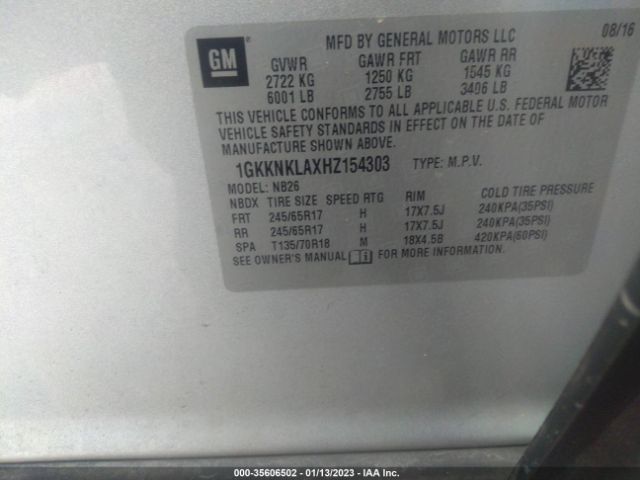 GM
MFD BY GENERAL MOTORS LLC
08/16
GVWR GAWR FRT GAWR RR
2722 KG 1250 KG 1545 KG
6001 LB 2755 LB 3406 LB
THIS VEHICLE CONFORMS TO ALL APPLICABLE U.S. FEDERAL MOTOR
VEHICLE SAFETY STANDARDS IN EFFECT ON THE DATE OF
MANUFACTURE SHOWN ABOVE.
1GKKNKLAXHZ154303 TYPE: M.P.V.
MODEL: NB26
NBDX TIRE SIZE SPEED RTG RIM COLD TIRE PRESSURE
FRT 245/65R17 H 17X7.5J 240KPA(35PSI)
RR 245/65R17 H 17X7.5J 240KPA(35PSI)
SPA T135/70R18 M 18X4.5B 420KPA(60PSI)
SEE OWNER'S MANUAL FOR MORE INFORMATION.
000-35606502 - 01/13/2023 - IAA Inc.